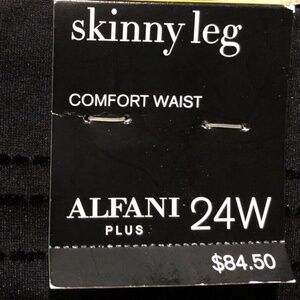 skinny leg
COMFORT WAIST
ALFANI 24W
PLUS
$84.50